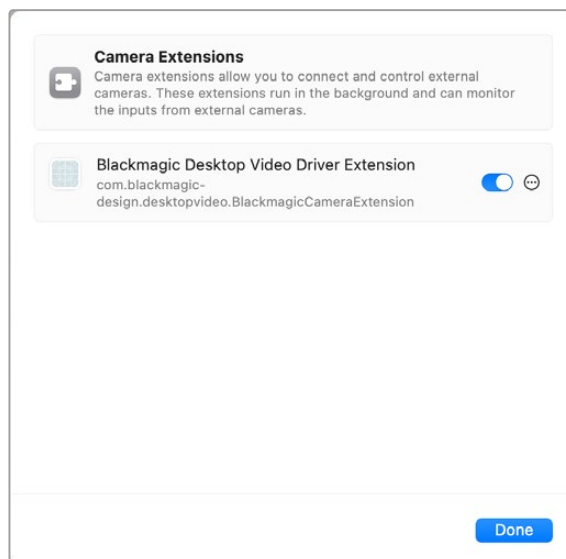 Camera Extensions
Camera extensions allow you to connect and control external
cameras. These extensions run in the background and can monitor
the inputs from external cameras.
Blackmagic Desktop Video Driver Extension
com.blackmagic-
design.desktopvideo.BlackmagicCameraExtension
Done